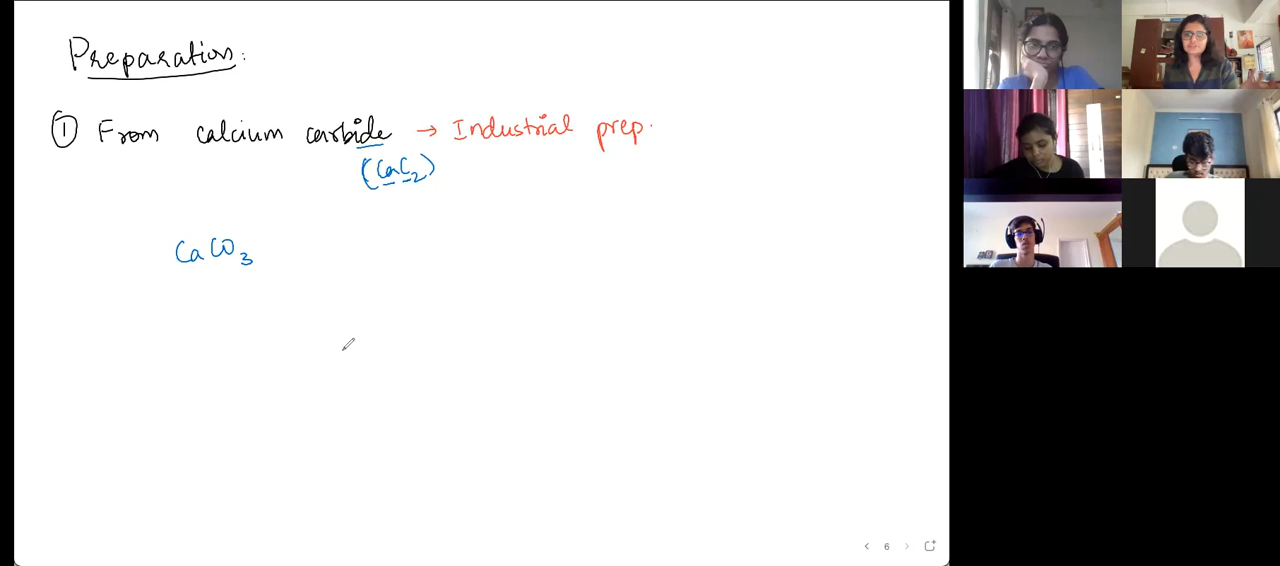 Preparation:
① From calcium carbide → Industrial prep.
(CaC2)
CaCO3
6